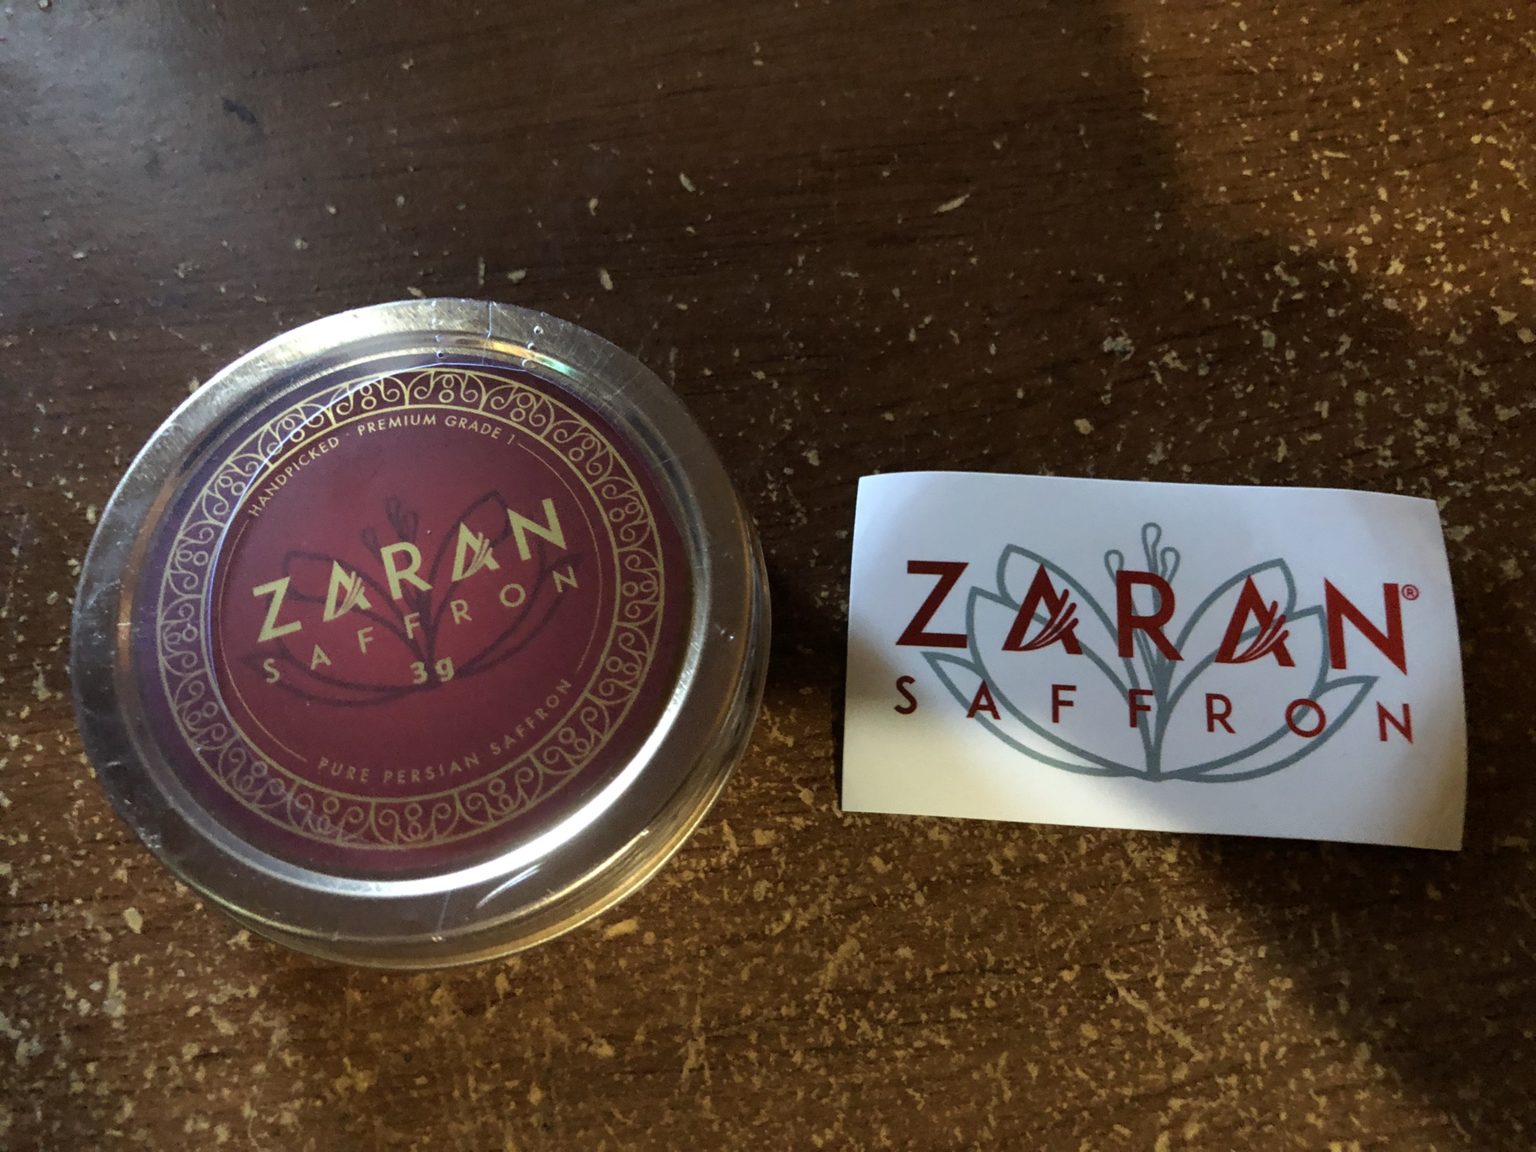 HANDPICKED · PREMIUM GRADE 1
ZARAN
SAFFRON
3g
PURE PERSIAN SAFFRON
ZARAN®
SAFFRON